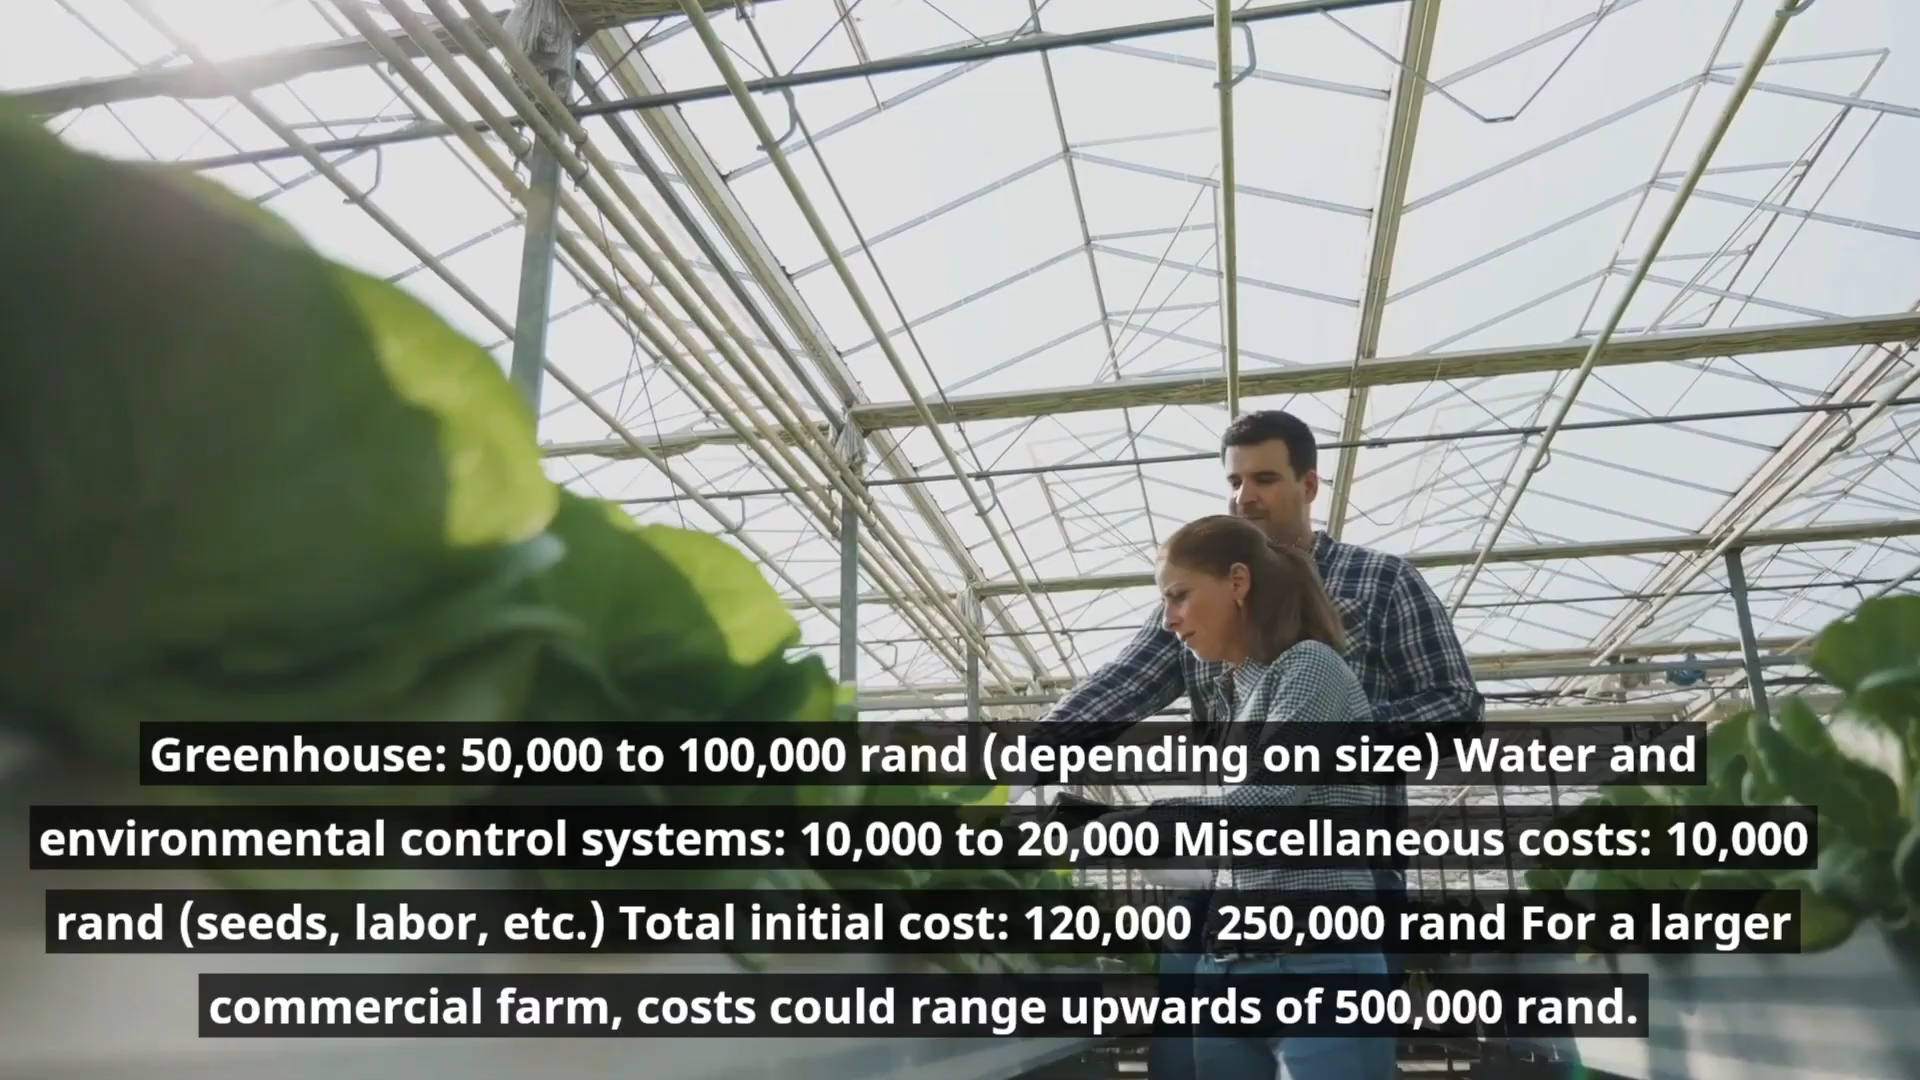 Greenhouse: 50,000 to 100,000 rand (depending on size) Water and
environmental control systems: 10,000 to 20,000 Miscellaneous costs: 10,000
rand (seeds, labor, etc.) Total initial cost: 120,000  250,000 rand For a larger
commercial farm, costs could range upwards of 500,000 rand.